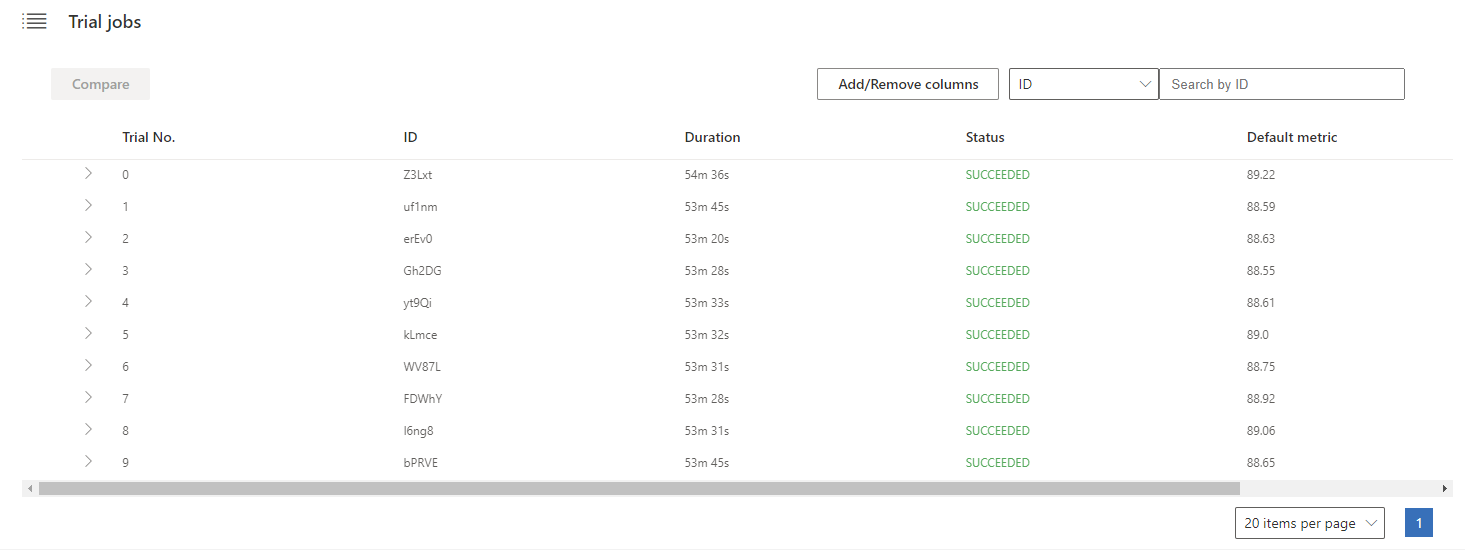 Trial jobs
Compare Add/Remove columns ID Search by ID
Trial No. ID Duration Status Default metric
0 Z3Lxt 54m 36s SUCCEEDED 89.22
1 uf1nm 53m 45s SUCCEEDED 88.59
2 erEv0 53m 20s SUCCEEDED 88.63
3 Gh2DG 53m 28s SUCCEEDED 88.55
4 yt9Qi 53m 33s SUCCEEDED 88.61
5 kLmce 53m 32s SUCCEEDED 89.0
6 WV87L 53m 31s SUCCEEDED 88.75
7 FDWhY 53m 28s SUCCEEDED 88.92
8 I6ng8 53m 31s SUCCEEDED 89.06
9 bPRVE 53m 45s SUCCEEDED 88.65
20 items per page 1